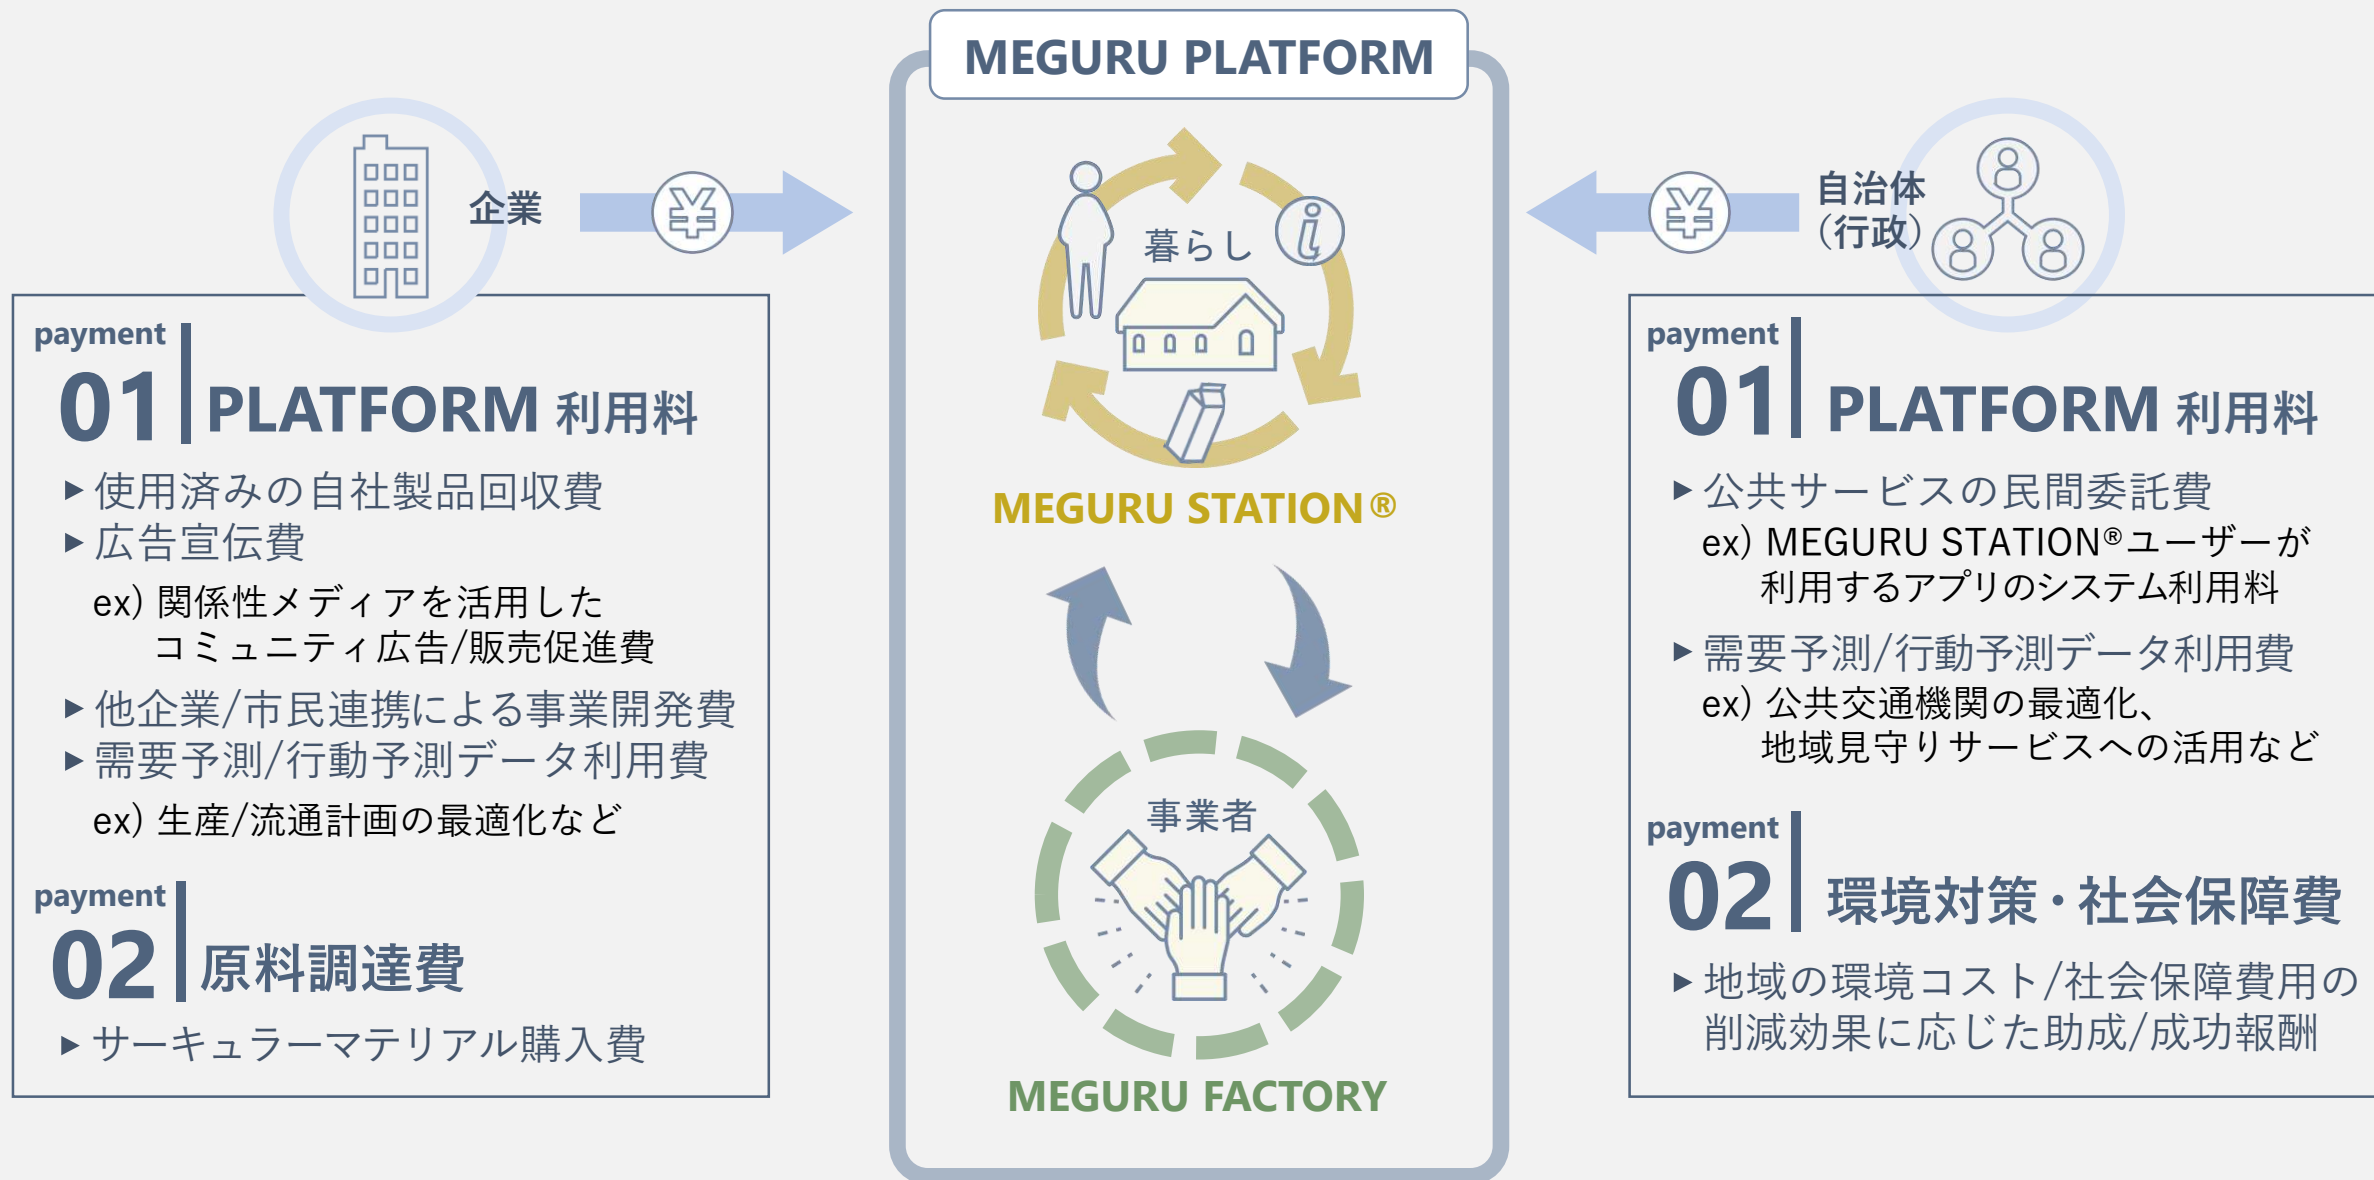 MEGURU PLATFORM
企業
¥
payment
01
PLATFORM 利用料
▶使用済みの自社製品回収費
▶広告宣伝費
ex) 関係性メディアを活用した
コミュニティ広告/販売促進費
▶他企業/市民連携による事業開発費
▶需要予測/行動予測データ利用費
ex) 生産/流通計画の最適化など
payment
02
原料調達費
▶サーキュラーマテリアル購入費
暮らし
i
MEGURU STATION®
事業者
MEGURU FACTORY
¥
自治体
(行政)
payment
01
PLATFORM 利用料
▶公共サービスの民間委託費
ex) MEGURU STATION®ユーザーが
利用するアプリのシステム利用料
▶需要予測/行動予測データ利用費
ex) 公共交通機関の最適化、
地域見守りサービスへの活用など
payment
02
環境対策・社会保障費
▶地域の環境コスト/社会保障費用の
削減効果に応じた助成/成功報酬